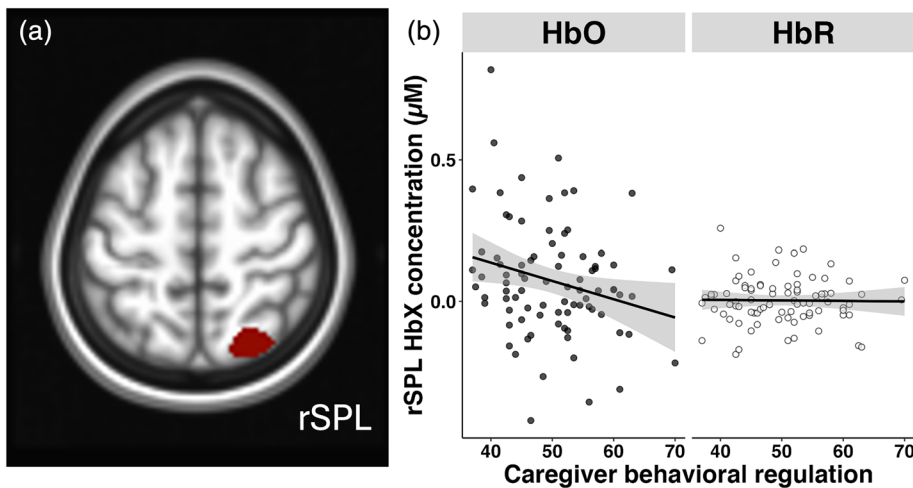 (a)
rSPL
(b)
HbO
HbR
rSPL HbX concentration (μM)
0.5
0.0
40 50 60 70
40 50 60 70
Caregiver behavioral regulation